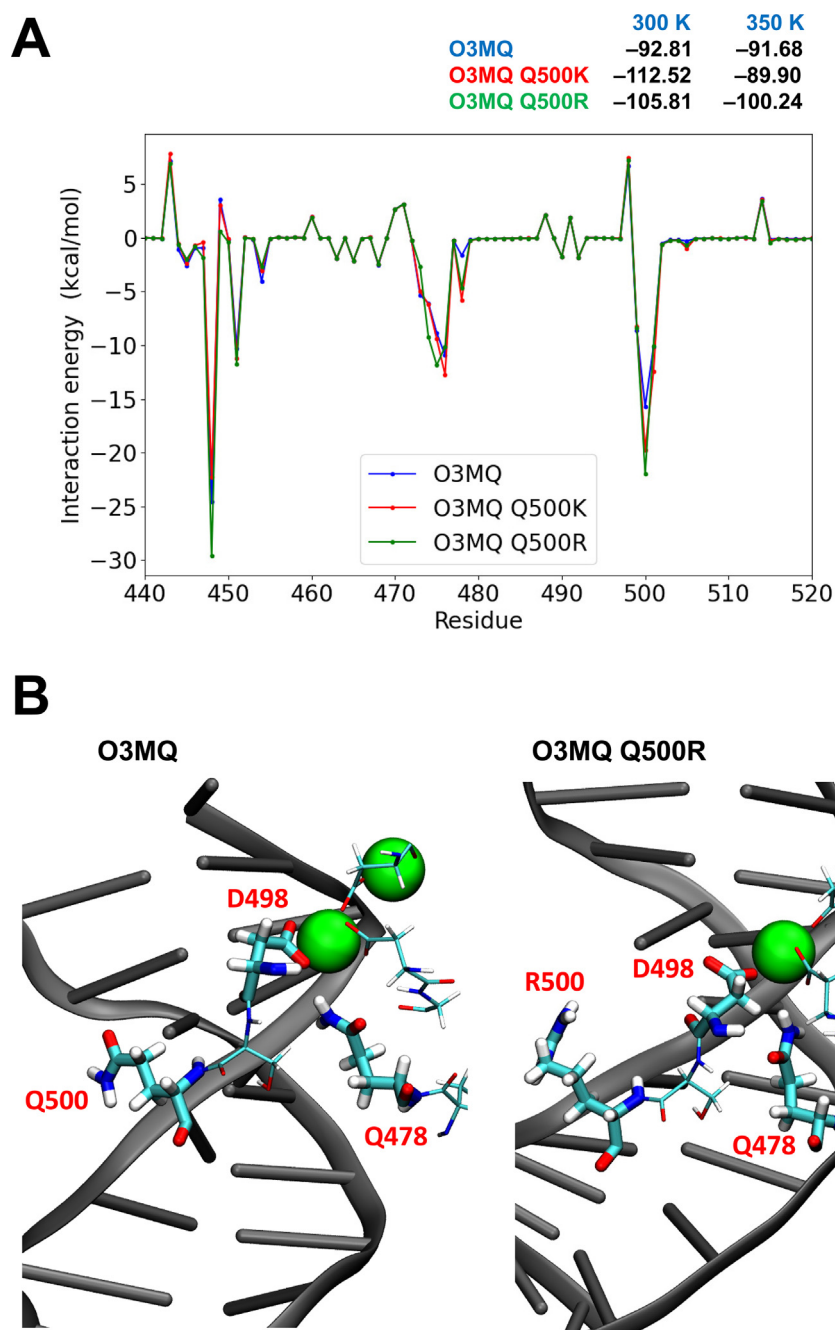 A
300 K 350 K
O3MQ –92.81 –91.68
O3MQ Q500K –112.52 –89.90
O3MQ Q500R –105.81 –100.24
Interaction energy (kcal/mol)
5
0
−5
−10
−15
−20
−25
−30
O3MQ
O3MQ Q500K
O3MQ Q500R
440 450 460 470 480 490 500 510 520
Residue
B
O3MQ
O3MQ Q500R
D498
Q500
Q478
R500
D498
Q478